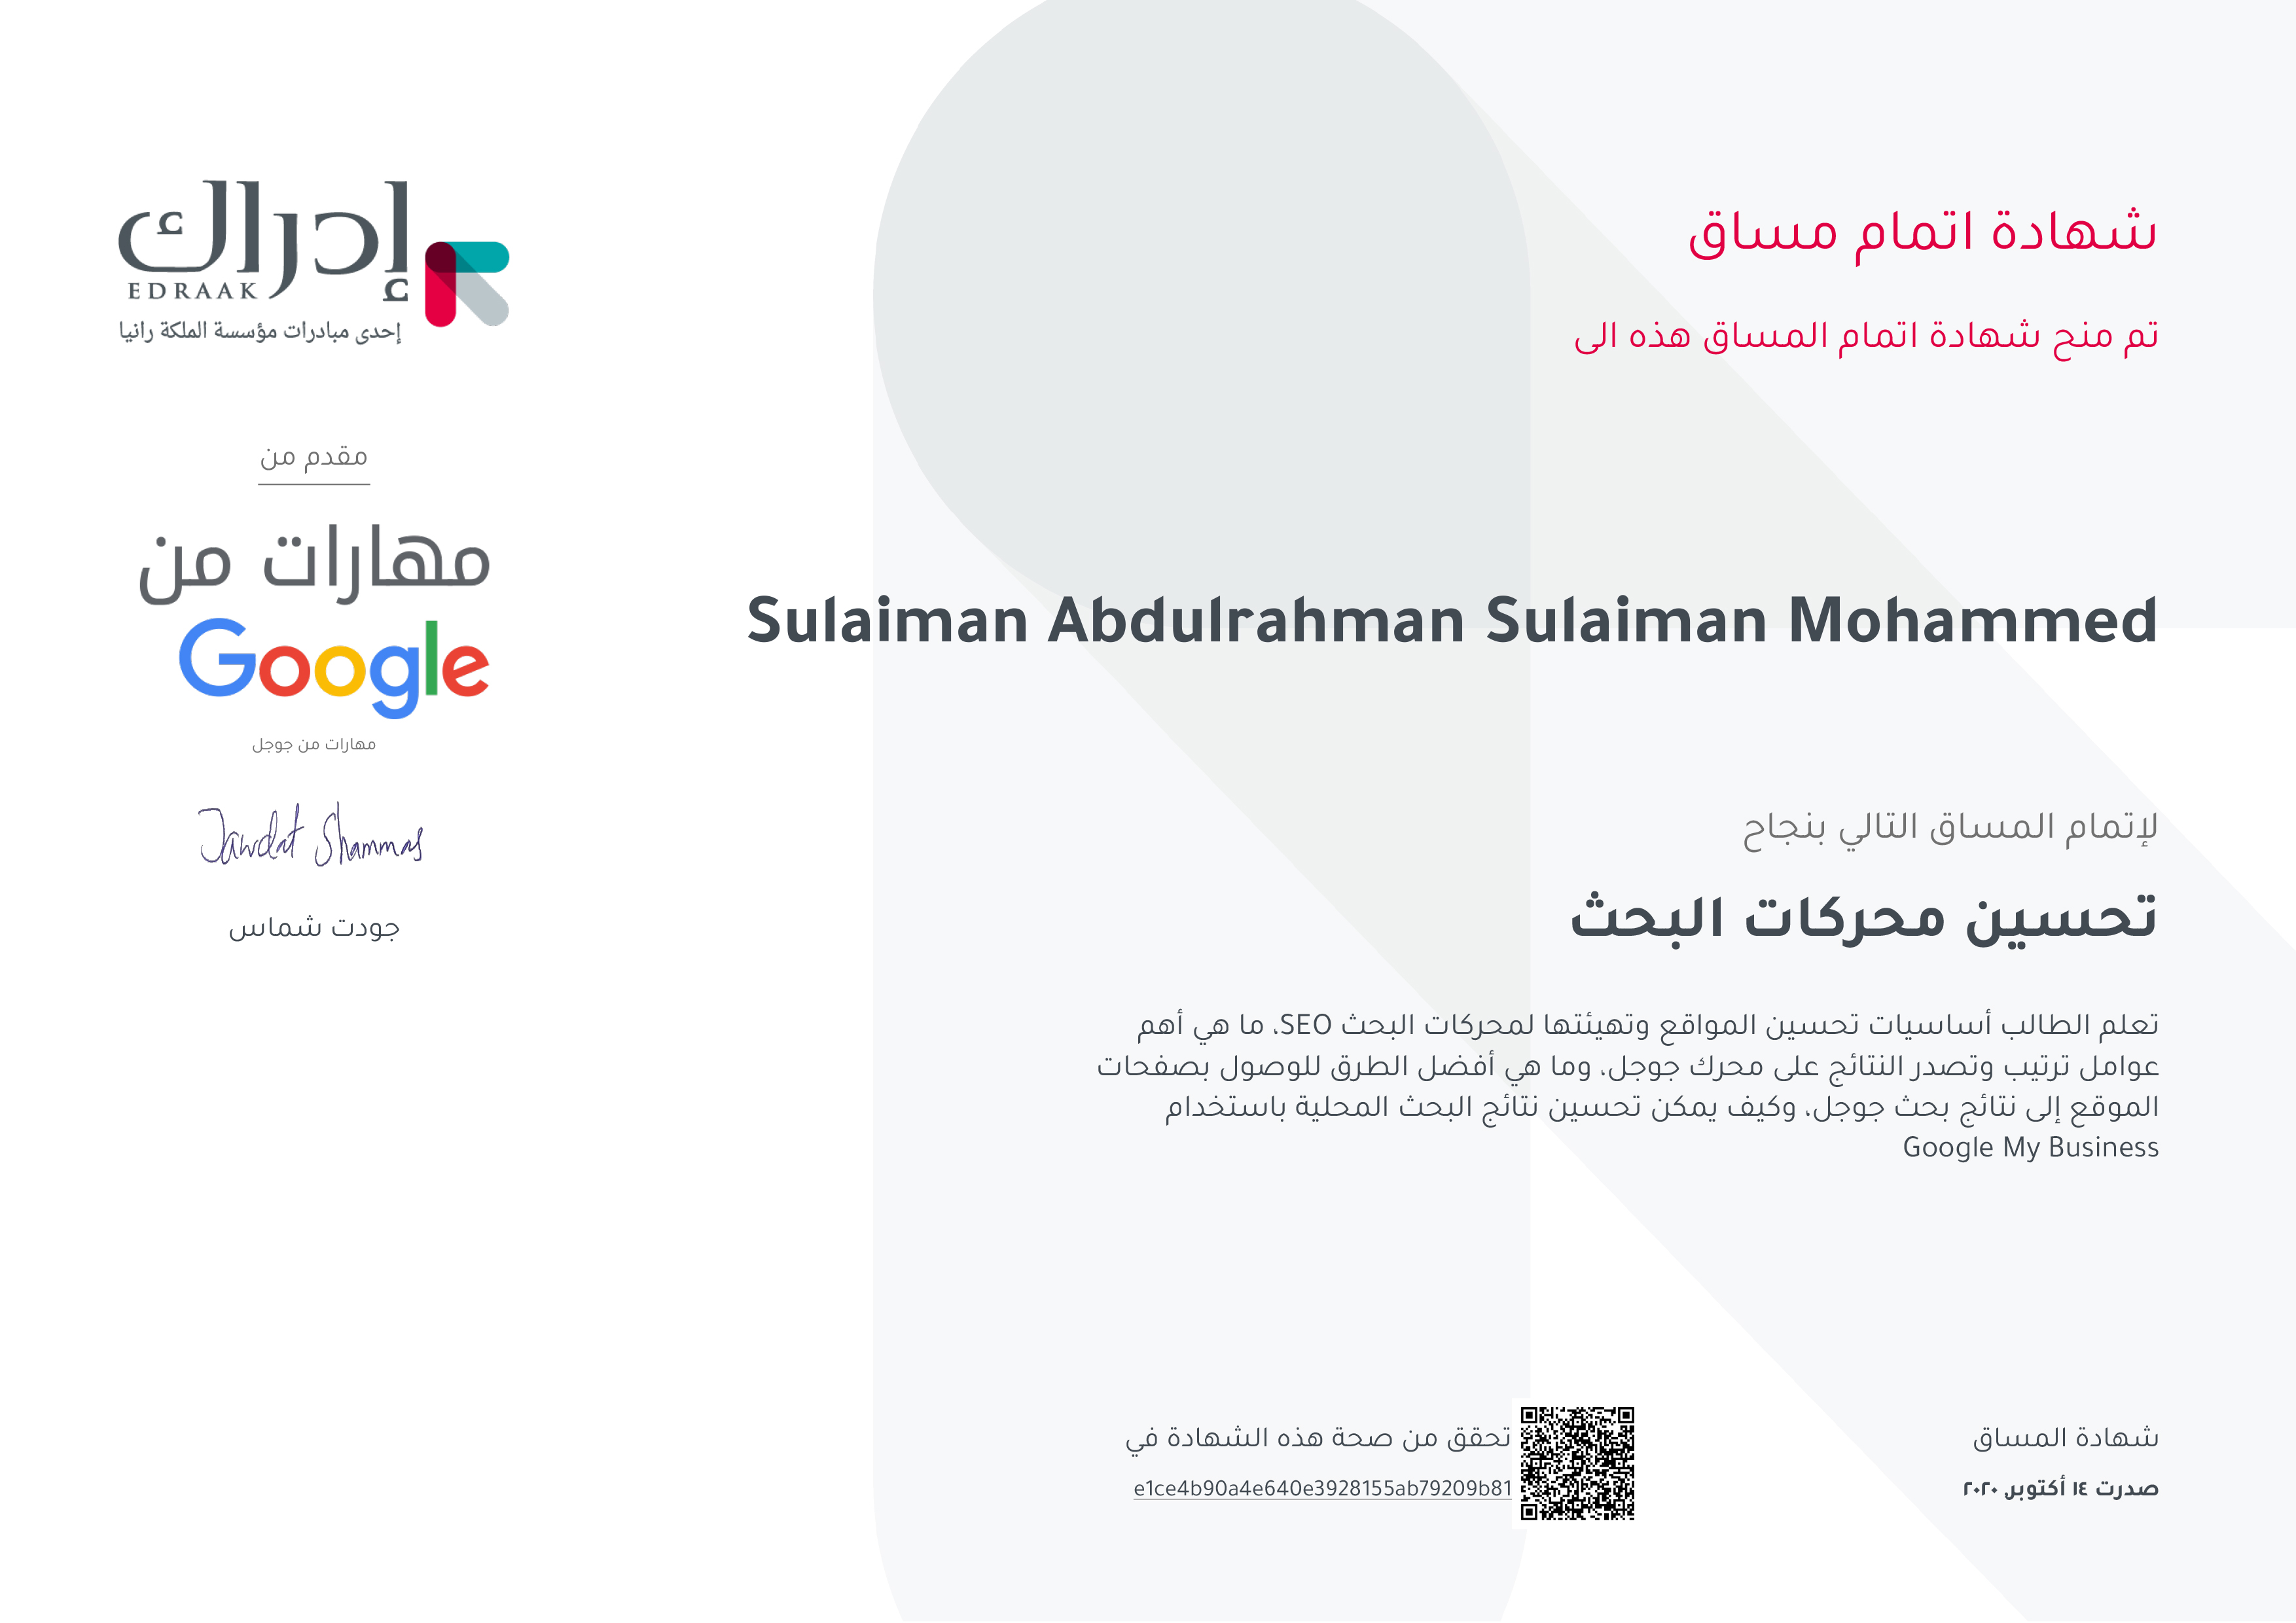 شهادة اتمام مساق
تم منح شهادة اتمام المساق هذه الى
Sulaiman Abdulrahman Sulaiman Mohammed
لإتمام المساق التالي بنجاح
تحسين محركات البحث
تعلم الطالب أساسيات تحسين المواقع وتهيئتها لمحركات البحث SEO، ما هي أهم
عوامل ترتيب وتصدر النتائج على محرك جوجل، وما هي أفضل الطرق للوصول بصفحات
الموقع إلى نتائج بحث جوجل، وكيف يمكن تحسين نتائج البحث المحلية باستخدام
Google My Business
شهادة المساق
صدرت ١٤ أكتوبر, ٢٠٢٠
تحقق من صحة هذه الشهادة في
e1ce4b90a4e640e3928155ab79209b81
إدراك
EDRAAK
إحدى مبادرات مؤسسة الملكة رانيا
مقدم من
مهارات من
Google
مهارات من جوجل
Jawdat Shammas
جودت شماس